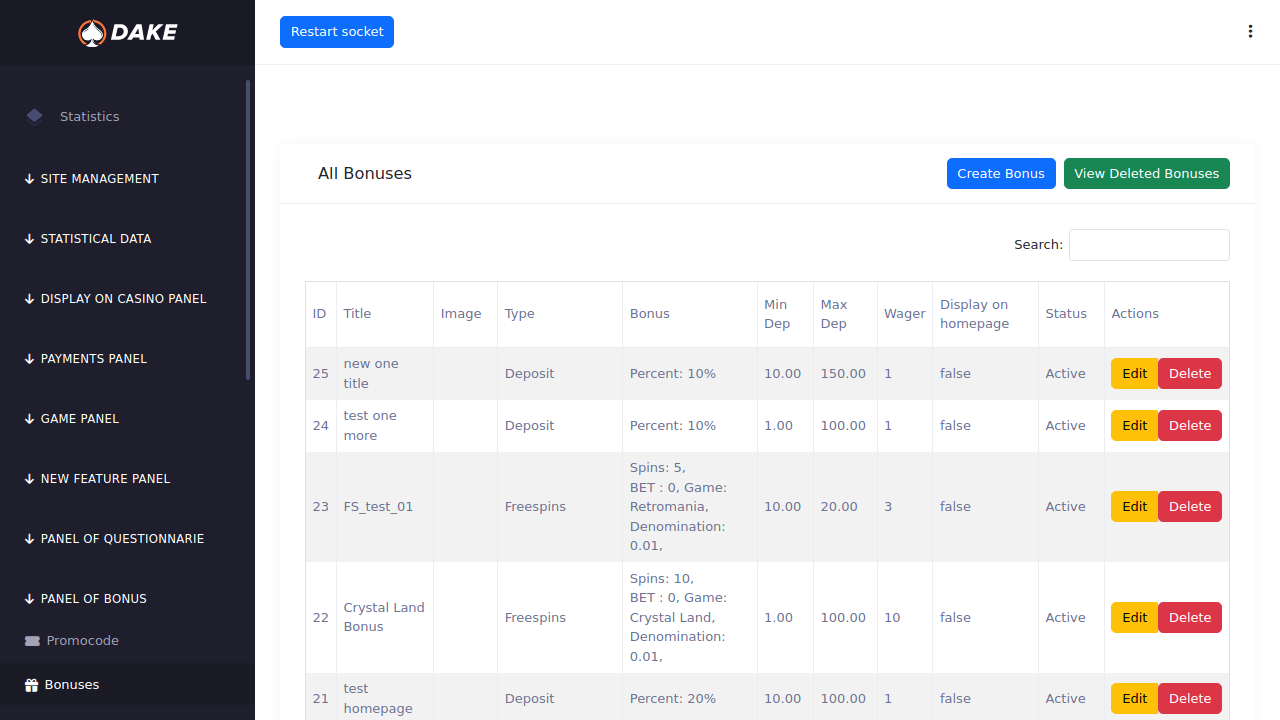 DAKE
Restart socket
Statistics
SITE MANAGEMENT
STATISTICAL DATA
DISPLAY ON CASINO PANEL
PAYMENTS PANEL
GAME PANEL
NEW FEATURE PANEL
PANEL OF QUESTIONNARIE
PANEL OF BONUS
Promocode
Bonuses
All Bonuses
Create Bonus
View Deleted Bonuses
Search:
ID Title Image Type Bonus Min Dep Max Dep Wager Display on homepage Status Actions
25 new one title Deposit Percent: 10% 10.00 150.00 1 false Active Edit Delete
24 test one more Deposit Percent: 10% 1.00 100.00 1 false Active Edit Delete
23 FS_test_01 Freespins Spins: 5, BET : 0, Game: Retromania, Denomination: 0.01, 10.00 20.00 3 false Active Edit Delete
22 Crystal Land Bonus Freespins Spins: 10, BET : 0, Game: Crystal Land, Denomination: 0.01, 1.00 100.00 10 false Active Edit Delete
21 test homepage Deposit Percent: 20% 10.00 100.00 1 false Active Edit Delete